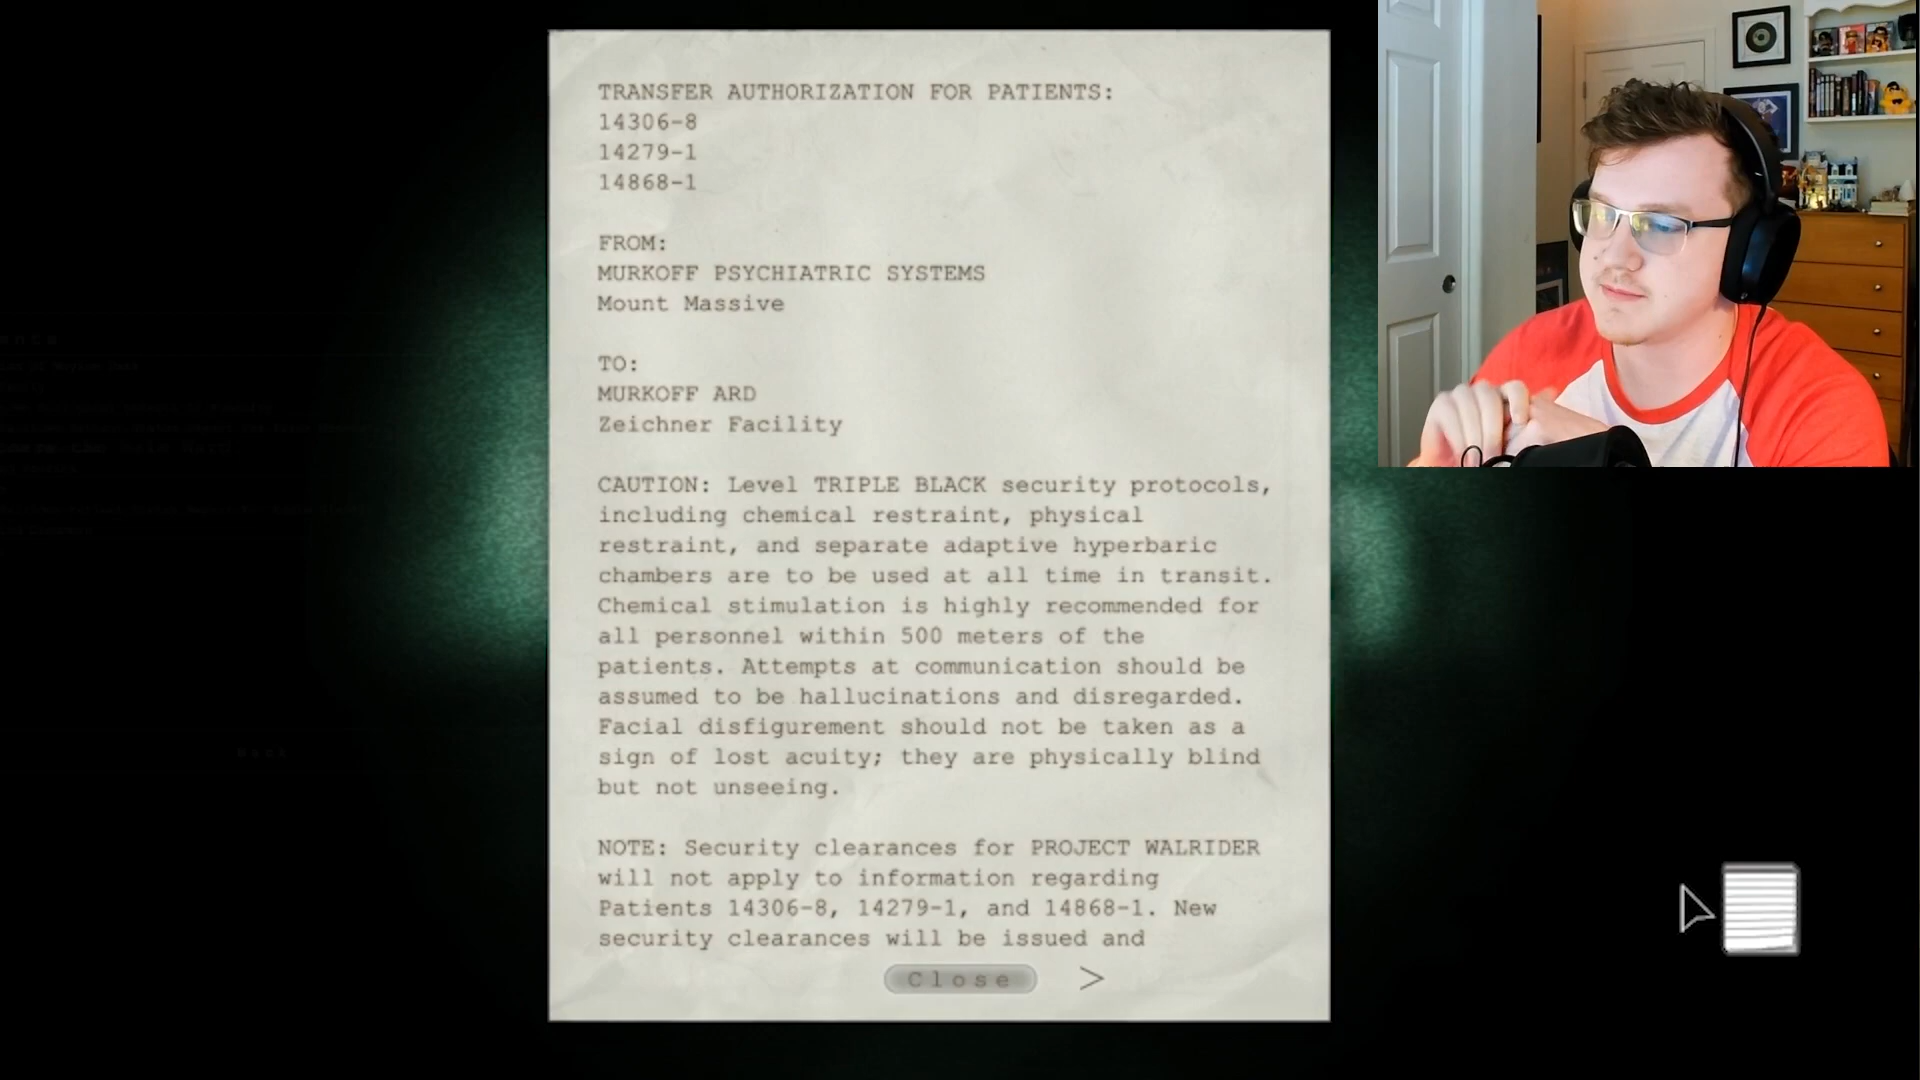 TRANSFER AUTHORIZATION FOR PATIENTS:
14306-8
14279-1
14868-1
FROM:
MURKOFF PSYCHIATRIC SYSTEMS
Mount Massive
TO:
MURKOFF ARD
Zeichner Facility
CAUTION: Level TRIPLE BLACK security protocols,
including chemical restraint, physical
restraint, and separate adaptive hyperbaric
chambers are to be used at all time in transit.
Chemical stimulation is highly recommended for
all personnel within 500 meters of the
patients. Attempts at communication should be
assumed to be hallucinations and disregarded.
Facial disfigurement should not be taken as a
sign of lost acuity; they are physically blind
but not unseeing.
NOTE: Security clearances for PROJECT WALRIDER
will not apply to information regarding
Patients 14306-8, 14279-1, and 14868-1. New
security clearances will be issued and
Close >
Back